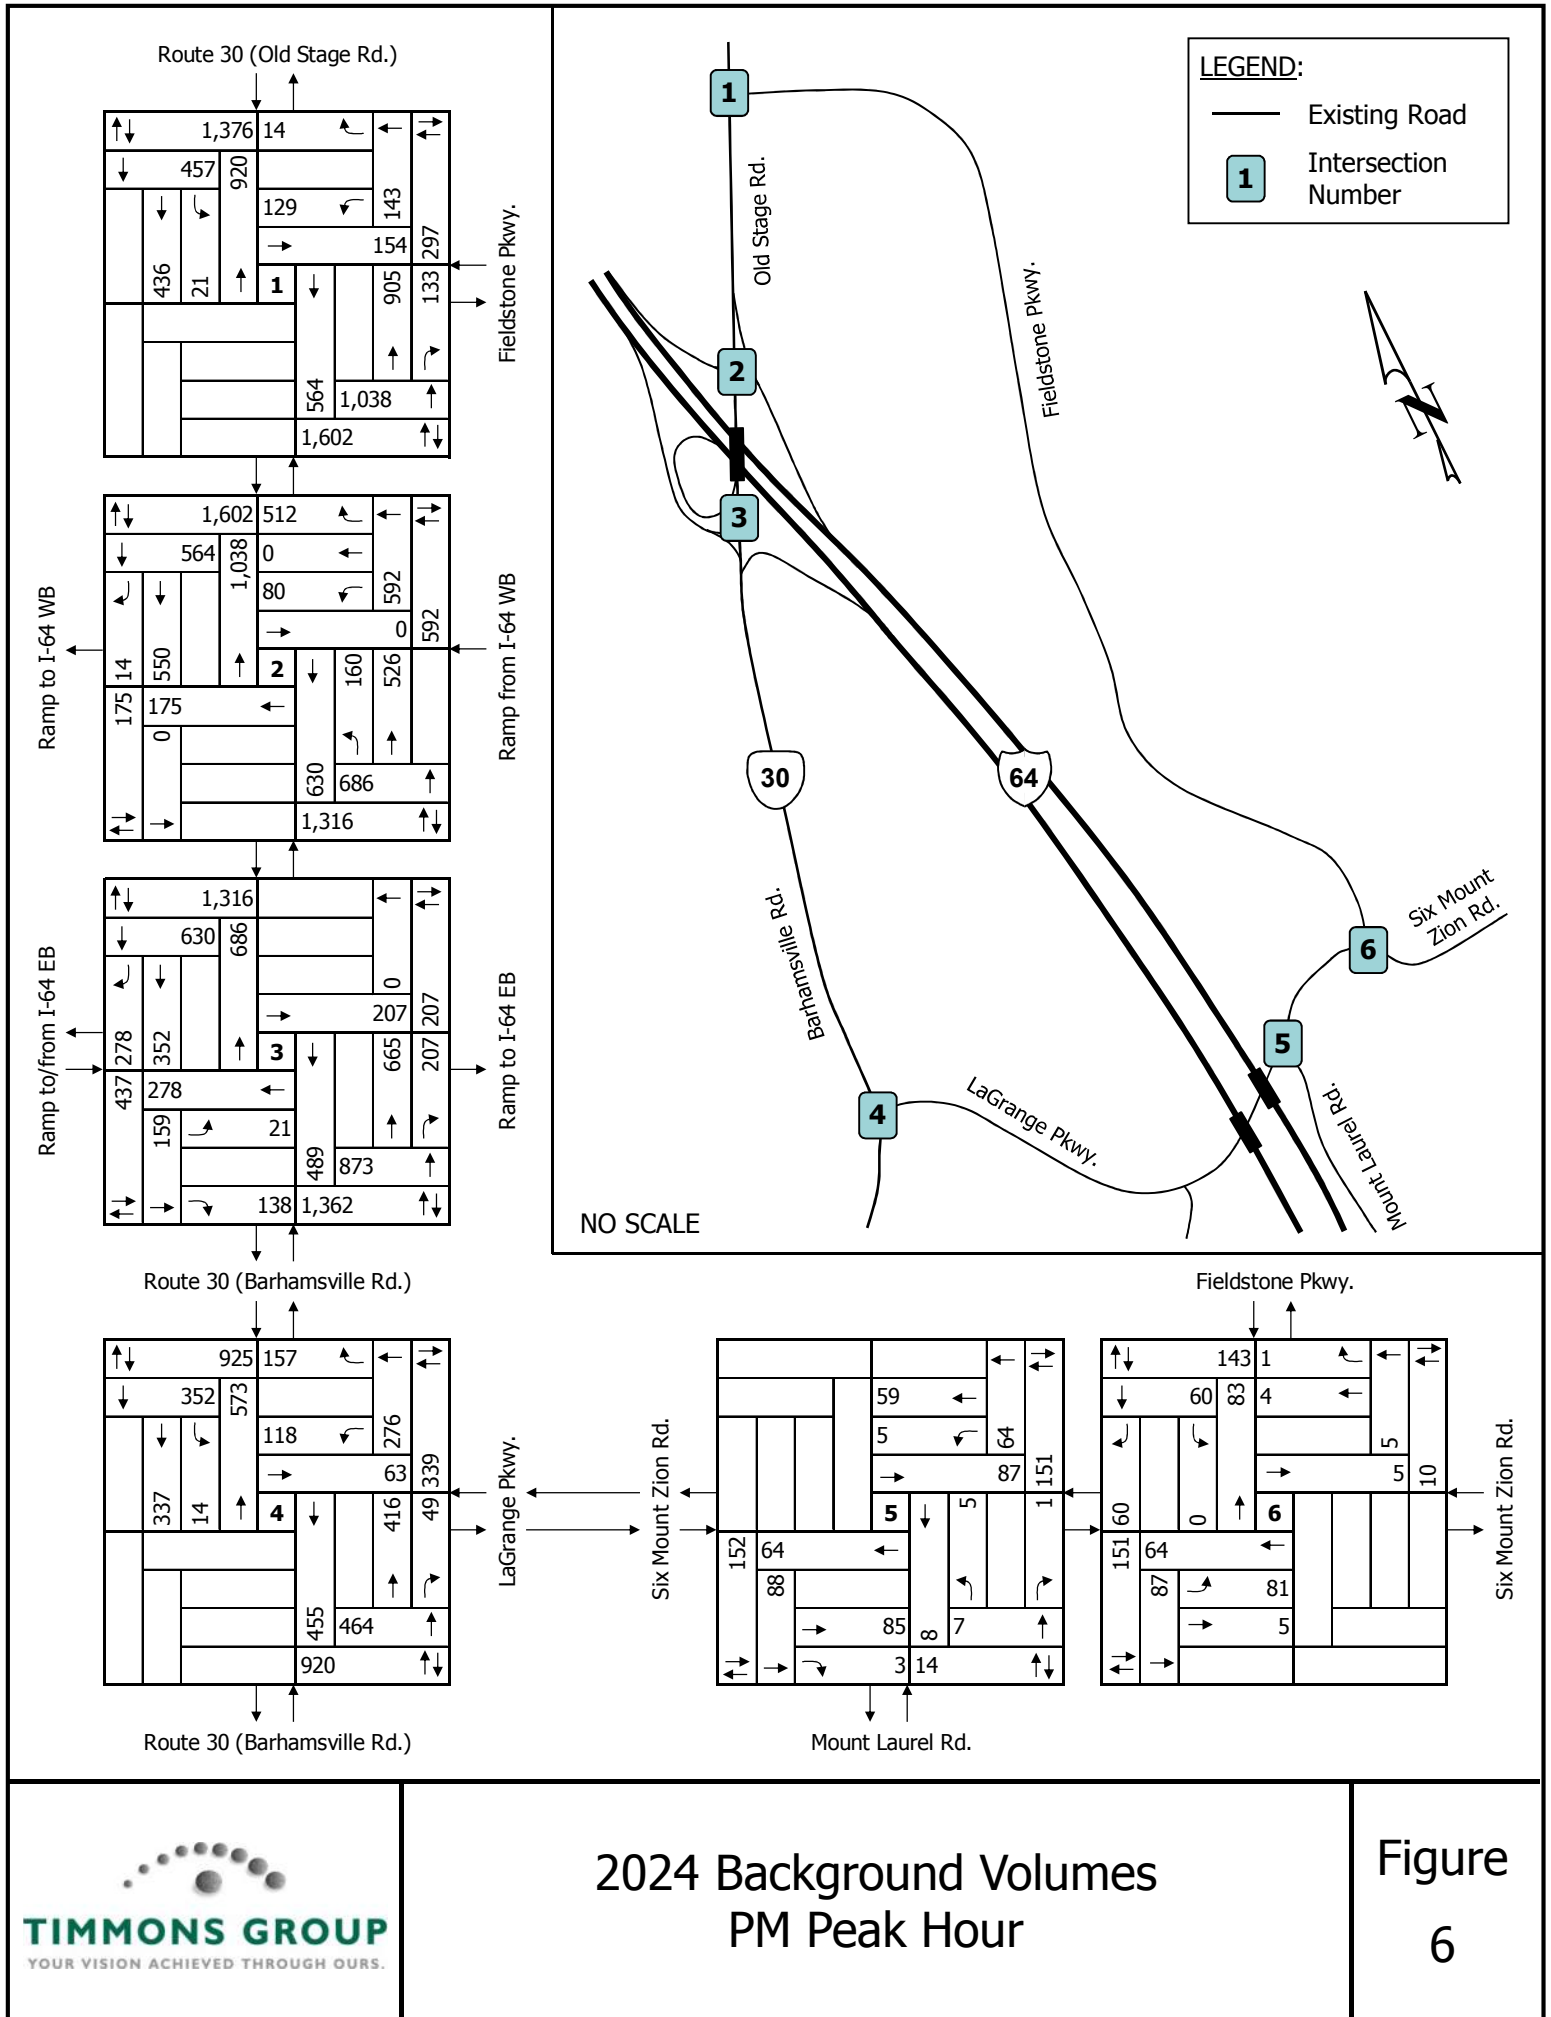 Route 30 (Old Stage Rd.)
1,376 14
457 920
129 143
154 297
436 21 1 905 133
564 1,038
1,602
Fieldstone Pkwy.
1,602 512
564 1,038 0
80 592
0 592
14 550 2 160 526
175 175
0
630 686
1,316
Ramp to I-64 WB
Ramp from I-64 WB
1,316
630 686
0
207 207
278 352 3 665 207
437 278
159 21
489 873
138 1,362
Ramp to/from I-64 EB
Ramp to I-64 EB
Route 30 (Barhamsville Rd.)
925 157
352 573
118 276
63 339
337 14 4 416 49
455 464
920
LaGrange Pkwy.
Route 30 (Barhamsville Rd.)
LEGEND:
Existing Road
1 Intersection
Number
1
Old Stage Rd.
Fieldstone Pkwy.
N
2
3
30
64
Barhamsville Rd.
Six Mount
Zion Rd.
6
5
4
LaGrange Pkwy.
Mount Laurel Rd.
NO SCALE
59
5 64
87 151
5 5 1
152 64
88
85 8 7
3 14
Six Mount Zion Rd.
Mount Laurel Rd.
Fieldstone Pkwy.
143 1
60 83 4
5
5 10
60 0 6
151 64
87 81
5
Six Mount Zion Rd.
TIMMONS GROUP
YOUR VISION ACHIEVED THROUGH OURS.
2024 Background Volumes
PM Peak Hour
Figure
6